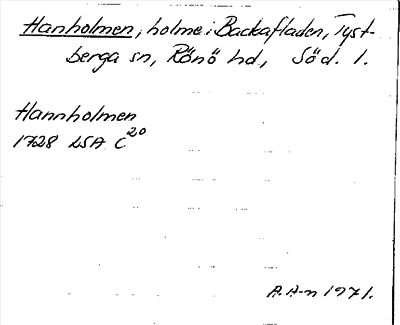 Hanholmen, holme i Backafladen, Tyst-
berga sn, Rönö hd, Söd. l.
Hannholmen
1728 LSA C20
A. A-n 1971.